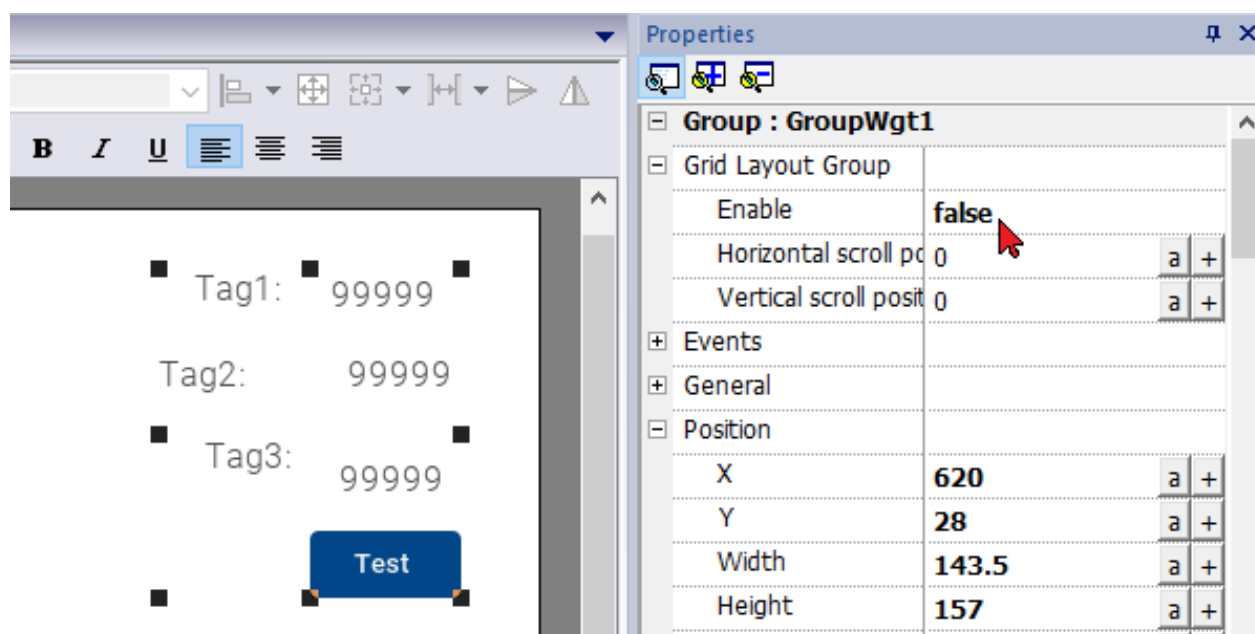 Properties
B I U
Group : GroupWgt1
Grid Layout Group
Enable false
Horizontal scroll po 0 a +
Vertical scroll posit 0 a +
Events
General
Position
X 620 a +
Y 28 a +
Width 143.5 a +
Height 157 a +
Tag1: 99999
Tag2: 99999
Tag3: 99999
Test